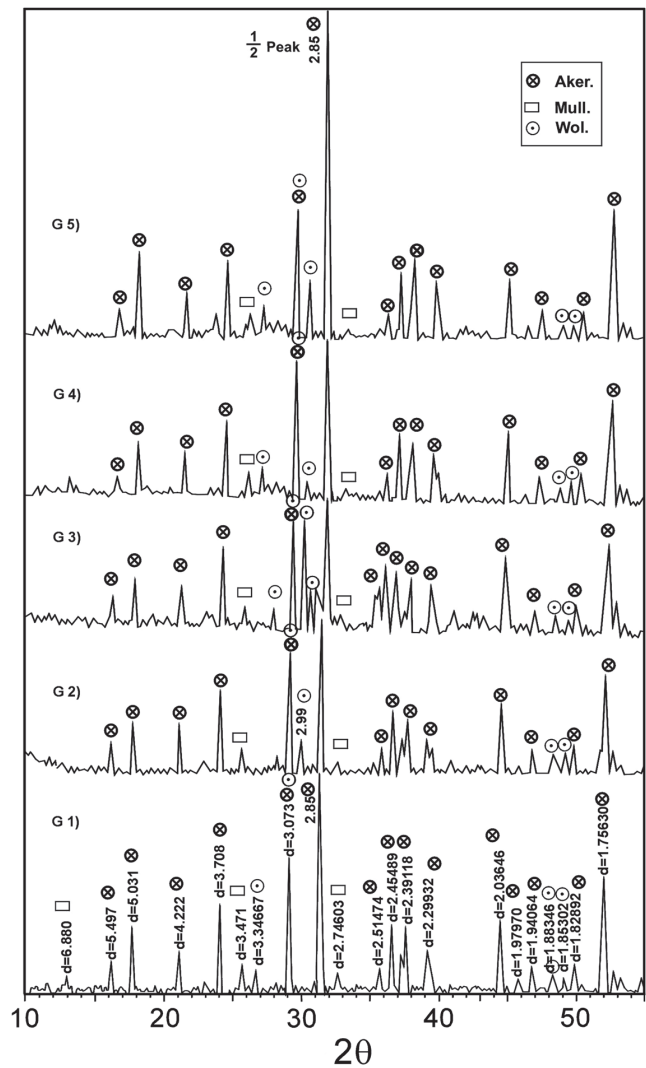 1/2 Peak
2.85
Aker.
Mull.
Wol.
G 5)
G 4)
G 3)
G 2)
2.99
G 1)
d=6.880
d=5.497
d=5.031
d=4.222
d=3.708
d=3.471
d=3.34667
d=3.073
2.85
d=2.74603
d=2.51474
d=2.45489
d=2.39118
d=2.29932
d=2.03646
d=1.97970
d=1.94064
d=1.88346
d=1.85302
d=1.82892
d=1.75630
10 20 30 40 50
2θ